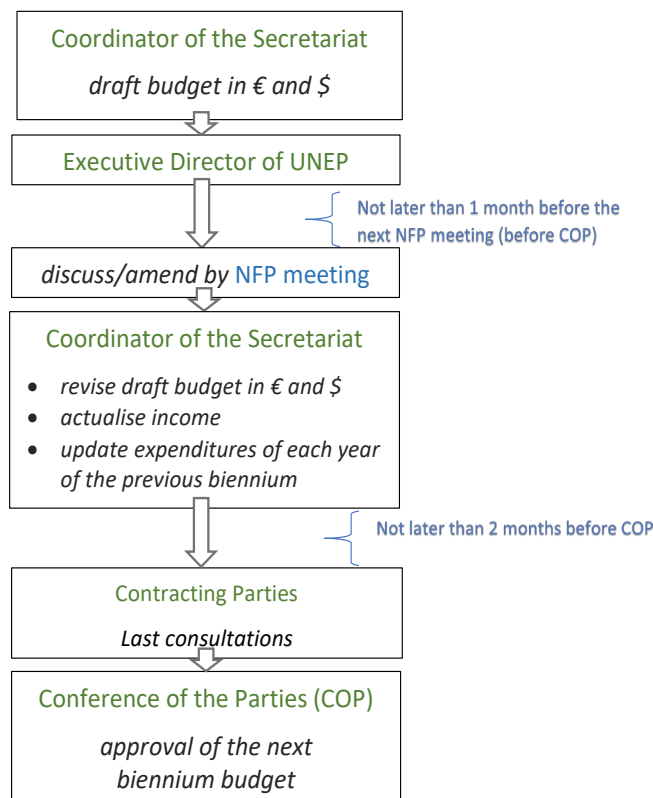 Coordinator of the Secretariat
draft budget in € and $
Executive Director of UNEP
Not later than 1 month before the
next NFP meeting (before COP)
discuss/amend by NFP meeting
Coordinator of the Secretariat
• revise draft budget in € and $
• actualise income
• update expenditures of each year
of the previous biennium
Not later than 2 months before COP
Contracting Parties
Last consultations
Conference of the Parties (COP)
approval of the next
biennium budget